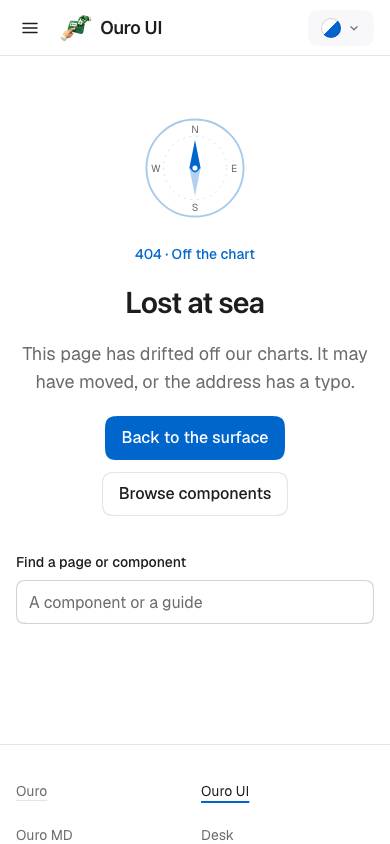 Ouro UI
N
W E
S
404 · Off the chart
Lost at sea
This page has drifted off our charts. It may
have moved, or the address has a typo.
Back to the surface
Browse components
Find a page or component
A component or a guide
Ouro Ouro UI
Ouro MD Desk